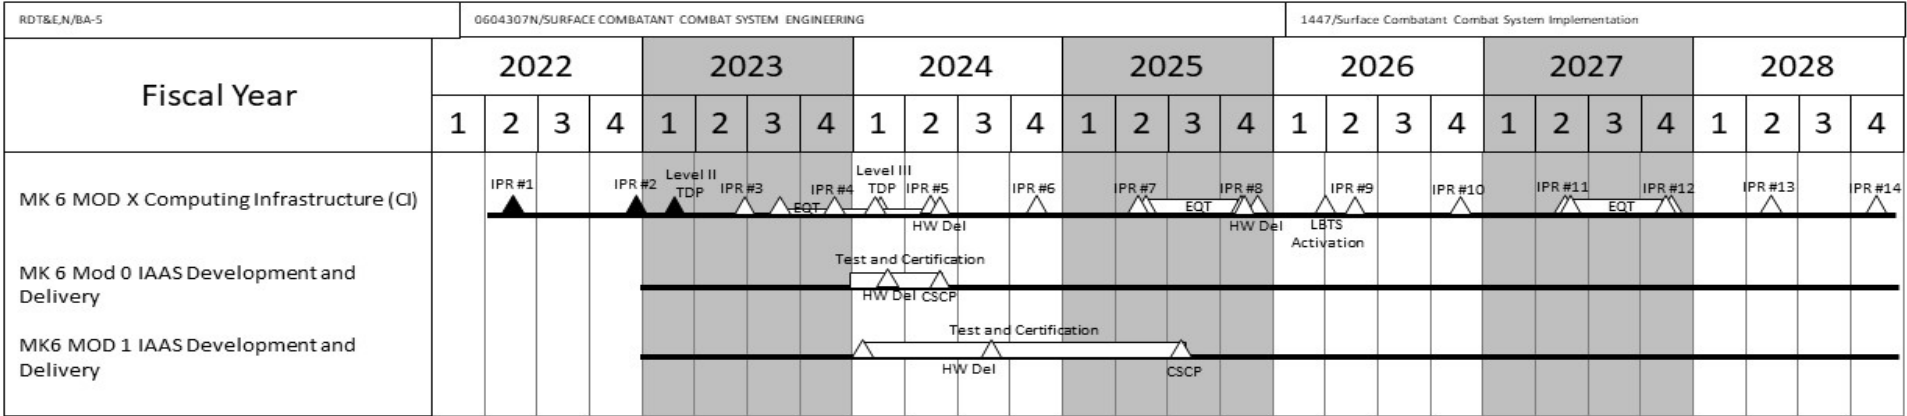 RDT&E,N/BA-5
0604307N/SURFACE COMBATANT COMBAT SYSTEM ENGINEERING
1447/Surface Combatant Combat System Implementation
Fiscal Year
2022 2023 2024 2025 2026 2027 2028
1 2 3 4 1 2 3 4 1 2 3 4 1 2 3 4 1 2 3 4 1 2 3 4 1 2 3 4
MK 6 MOD X Computing Infrastructure (CI)
IPR #1
IPR #2
Level II
TDP
IPR #3
EQT
IPR #4
Level III
TDP
IPR #5
HW Del
IPR #6
IPR #7
EQT
IPR #8
HW Del
LBTS
Activation
IPR #9
IPR #10
IPR #11
EQT
IPR #12
IPR #13
IPR #14
MK 6 Mod 0 IAAS Development and
Delivery
Test and Certification
HW Del CSCP
MK6 MOD 1 IAAS Development and
Delivery
Test and Certification
HW Del
CSCP